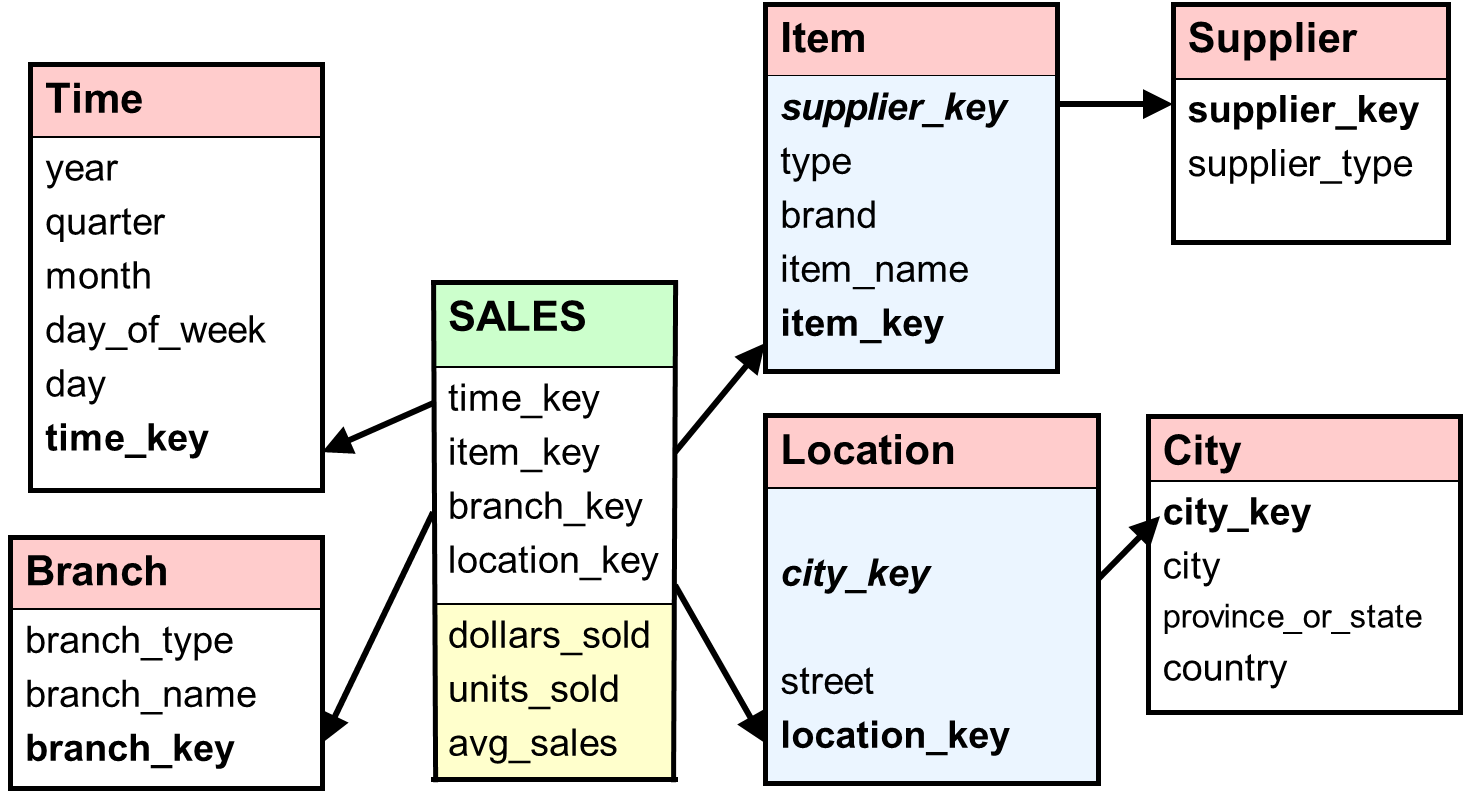 Time
year
quarter
month
day_of_week
day
time_key
Branch
branch_type
branch_name
branch_key
SALES
time_key
item_key
branch_key
location_key
dollars_sold
units_sold
avg_sales
Item
supplier_key
type
brand
item_name
item_key
Supplier
supplier_key
supplier_type
Location
city_key
street
location_key
City
city_key
city
province_or_state
country